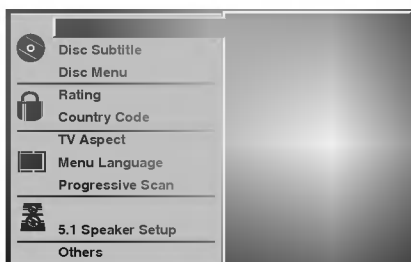 Disc Subtitle
Disc Menu
Rating
Country Code
TV Aspect
Menu Language
Progressive Scan
5.1 Speaker Setup
Others